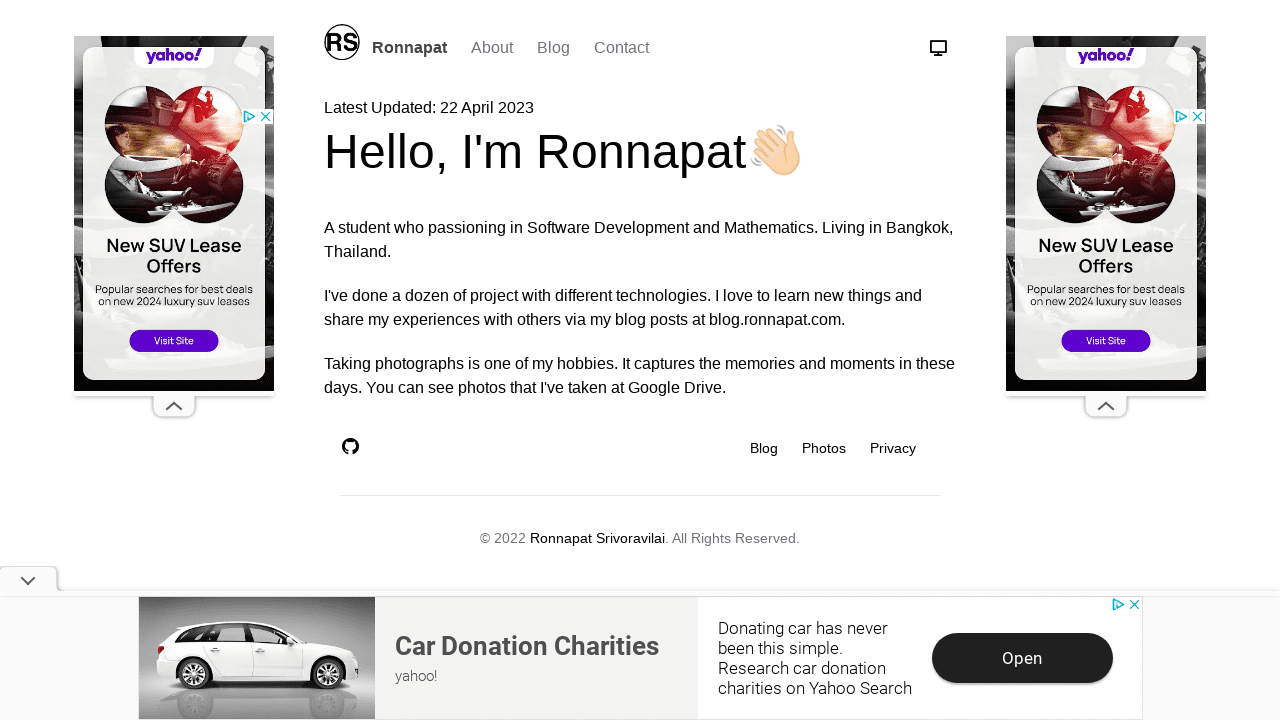 RS
Ronnapat About Blog Contact
Latest Updated: 22 April 2023
Hello, I'm Ronnapat👋🏻
A student who passioning in Software Development and Mathematics. Living in Bangkok,
Thailand.
I've done a dozen of project with different technologies. I love to learn new things and
share my experiences with others via my blog posts at blog.ronnapat.com.
Taking photographs is one of my hobbies. It captures the memories and moments in these
days. You can see photos that I've taken at Google Drive.
Blog Photos Privacy
© 2022 Ronnapat Srivoravilai. All Rights Reserved.
yahoo!
New SUV Lease
Offers
Popular searches for best deals
on new 2024 luxury suv leases
Visit Site
yahoo!
New SUV Lease
Offers
Popular searches for best deals
on new 2024 luxury suv leases
Visit Site
Car Donation Charities
yahoo!
Donating car has never
been this simple.
Research car donation
charities on Yahoo Search
Open